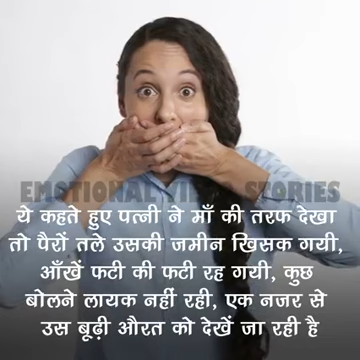 EMOTIONAL VIRAL STORIES
ये कहते हुए पत्नी ने माँ की तरफ देखा
तो पैरों तले उसकी जमीन खिसक गयी,
आँखें फटी की फटी रह गयी, कुछ
बोलने लायक नहीं रही, एक नजर से
उस बूढ़ी औरत को देखें जा रही है